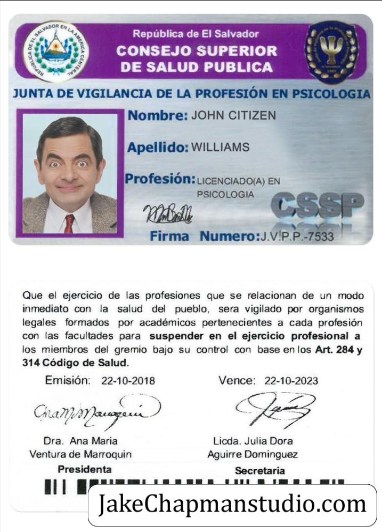 República de El Salvador
CONSEJO SUPERIOR
DE SALUD PUBLICA
JUNTA DE VIGILANCIA DE LA PROFESIÓN EN PSICOLOGIA
Nombre: JOHN CITIZEN
Apellido: WILLIAMS
Profesión: LICENCIADO(A) EN
PSICOLOGIA
CSSP
Firma Numero: J.V.P.P.-7533
Que el ejercicio de las profesiones que se relacionan de un modo
inmediato con la salud del pueblo, sera vigilado por organismos
legales formados por académicos pertenecientes a cada profesión
con las facultades para suspender en el ejercicio profesional a
los miembros del gremio bajo su control con base en los Art. 284 y
314 Código de Salud.
Emisión: 22-10-2018 Vence: 22-10-2023
Dra. Ana Maria Licda. Julia Dora
Ventura de Marroquin Aguirre Dominguez
Presidenta Secretaria
JakeChapmanstudio.com